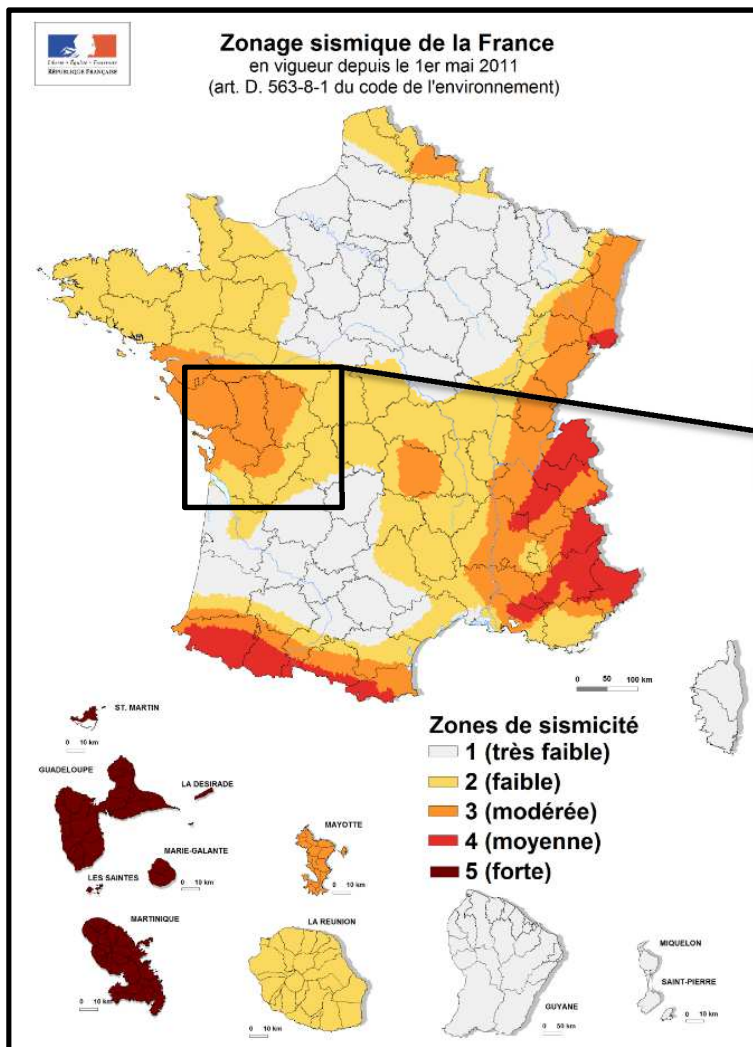 Liberté • Égalité • Fraternité
RÉPUBLIQUE FRANÇAISE
Zonage sismique de la France
en vigueur depuis le 1er mai 2011
(art. D. 563-8-1 du code de l'environnement)
0 50 100 km
ST. MARTIN
0 10 km
GUADELOUPE
LA DESIRADE
MARIE-GALANTE
LES SAINTES
0 10 km
MAYOTTE
0 10 km
Zones de sismicité
1 (très faible)
2 (faible)
3 (modérée)
4 (moyenne)
5 (forte)
MARTINIQUE
0 10 km
LA REUNION
0 10 km
GUYANE
0 50 km
MIQUELON
SAINT-PIERRE
0 10 km